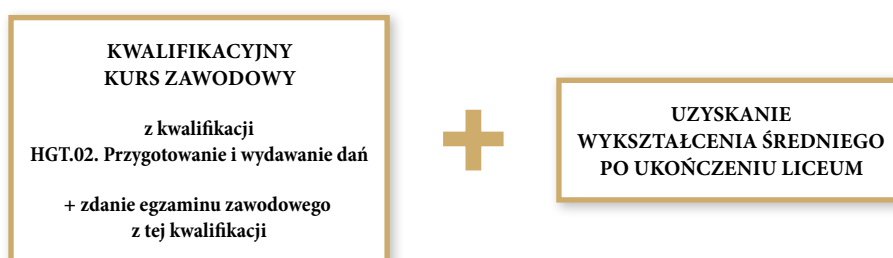 KWALIFIKACYJNY
KURS ZAWODOWY
z kwalifikacji
HGT.02. Przygotowanie i wydawanie dań
+ zdanie egzaminu zawodowego
z tej kwalifikacji
+
UZYSKANIE
WYKSZTAŁCENIA ŚREDNIEGO
PO UKOŃCZENIU LICEUM